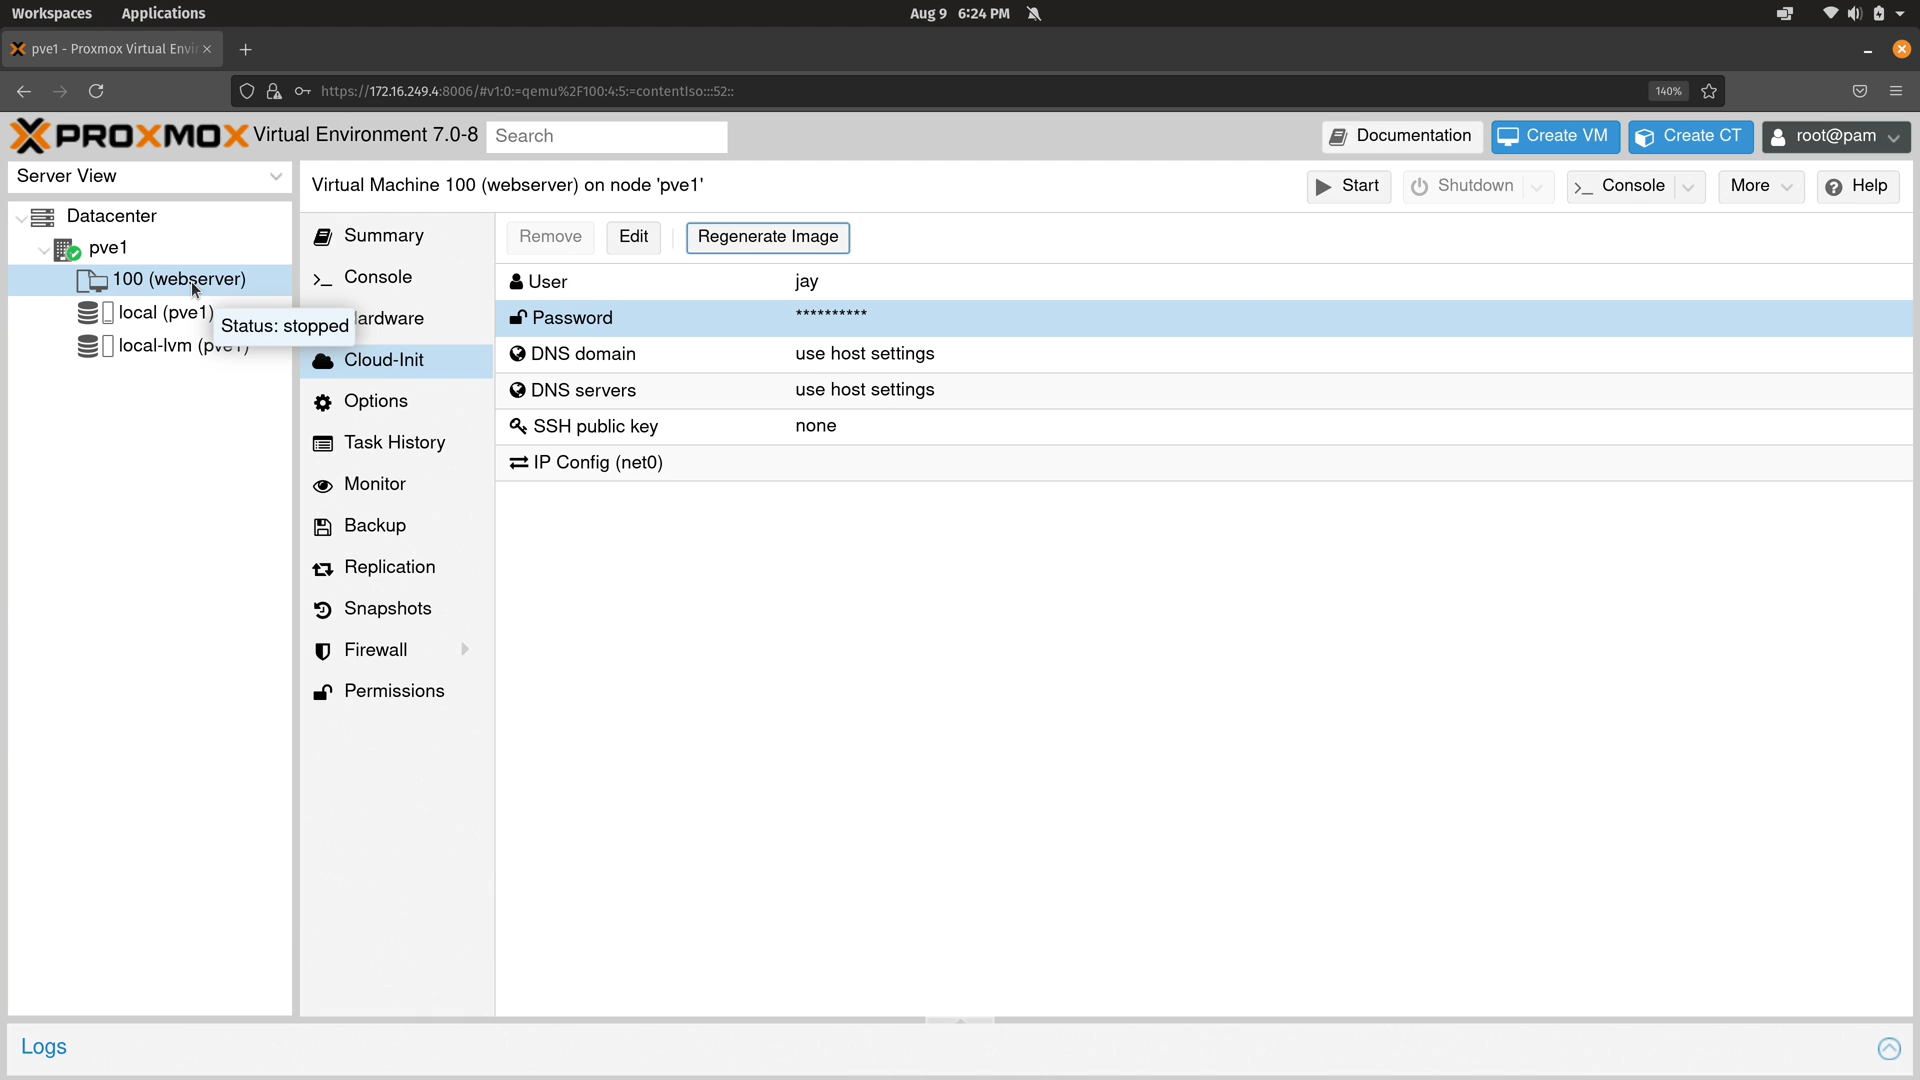 Workspaces Applications Aug 9 6:24 PM
pve1 - Proxmox Virtual Envi
https://172.16.249.4:8006/#v1:0:=qemu%2F100:4:5:=contentIso:::52:: 140%
PROXMOX Virtual Environment 7.0-8 Search Documentation Create VM Create CT root@pam
Server View
Virtual Machine 100 (webserver) on node 'pve1' Start Shutdown Console More Help
Datacenter
pve1
100 (webserver)
local (pve1)
local-lvm (pve1)
Status: stopped
Summary
Console
ardware
Cloud-Init
Options
Task History
Monitor
Backup
Replication
Snapshots
Firewall
Permissions
Remove Edit Regenerate Image
User jay
Password **********
DNS domain use host settings
DNS servers use host settings
SSH public key none
IP Config (net0)
Logs